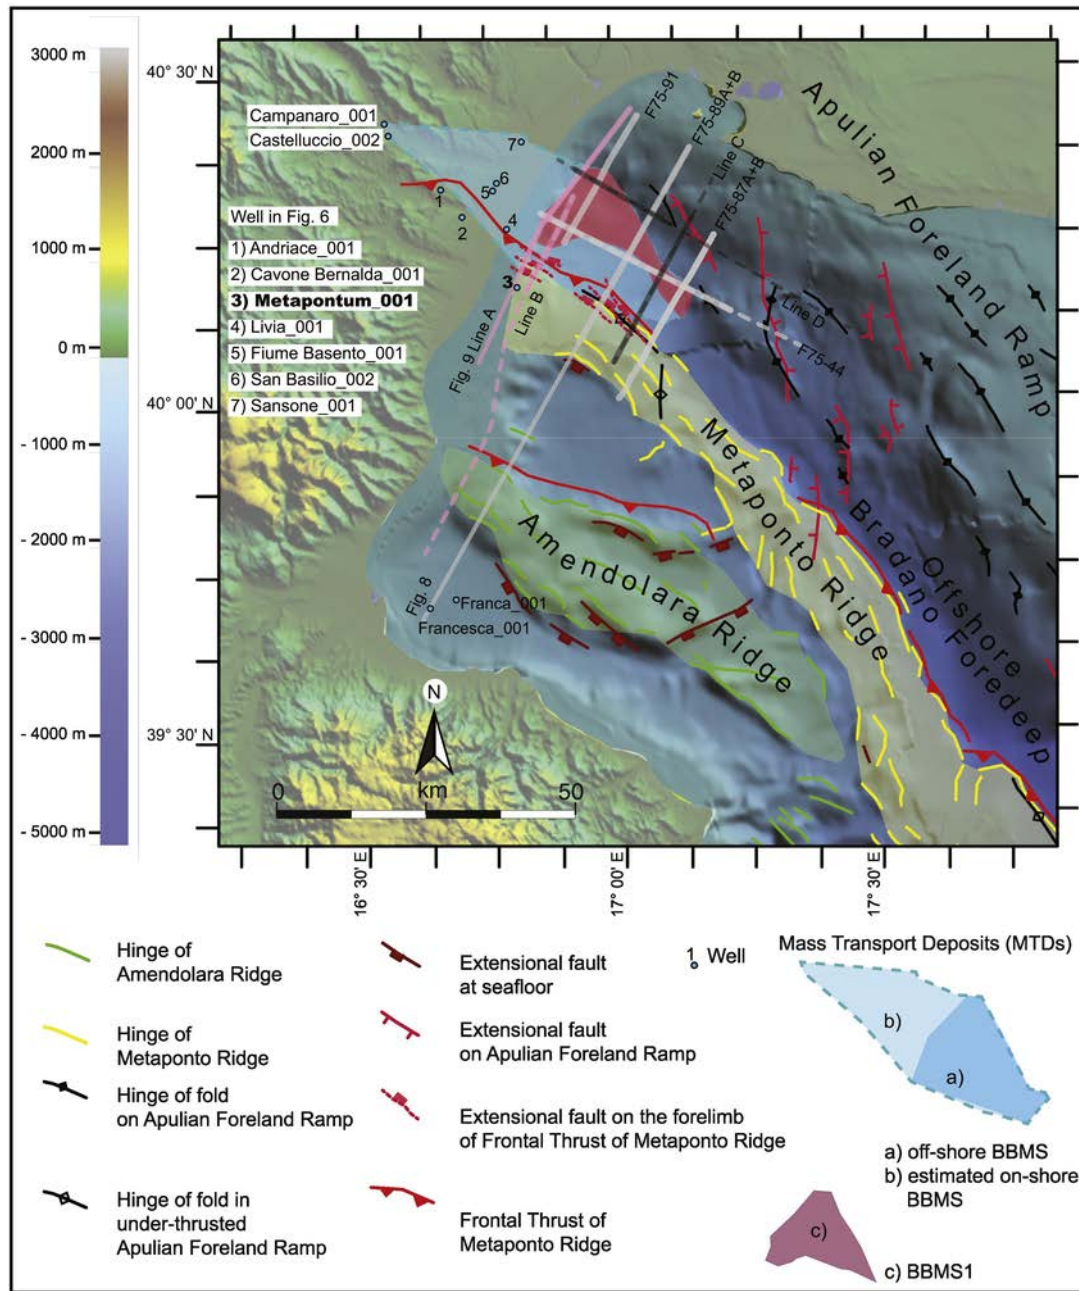 3000 m
2000 m
1000 m
0 m
- 1000 m
- 2000 m
- 3000 m
- 4000 m
- 5000 m
40° 30' N
40° 00' N
39° 30' N
Campanaro_001
Castelluccio_002
Well in Fig. 6
1) Andriace_001
2) Cavone Bernalda_001
3) Metapontum_001
4) Livia_001
5) Fiume Basento_001
6) San Basilio_002
7) Sansone_001
1
2
3
4
5
6
7
F75-91
F75-89A+B
Line C
F75-87A+B
Line D
F75-44
Fig. 9 Line A
Line B
Fig. 8
Franca_001
Francesca_001
Apulian Foreland Ramp
Metaponto Ridge
Amendolara Ridge
Offshore
Bradano Foredeep
N
km
0
50
16° 30' E
17° 00' E
17° 30' E
Hinge of
Amendolara Ridge
Hinge of
Metaponto Ridge
Hinge of fold
on Apulian Foreland Ramp
Hinge of fold in
under-thrusted
Apulian Foreland Ramp
Extensional fault
at seafloor
Extensional fault
on Apulian Foreland Ramp
Extensional fault on the forelimb
of Frontal Thrust of Metaponto Ridge
Frontal Thrust of
Metaponto Ridge
1 Well
Mass Transport Deposits (MTDs)
b)
a)
a) off-shore BBMS
b) estimated on-shore
BBMS
c)
c) BBMS1